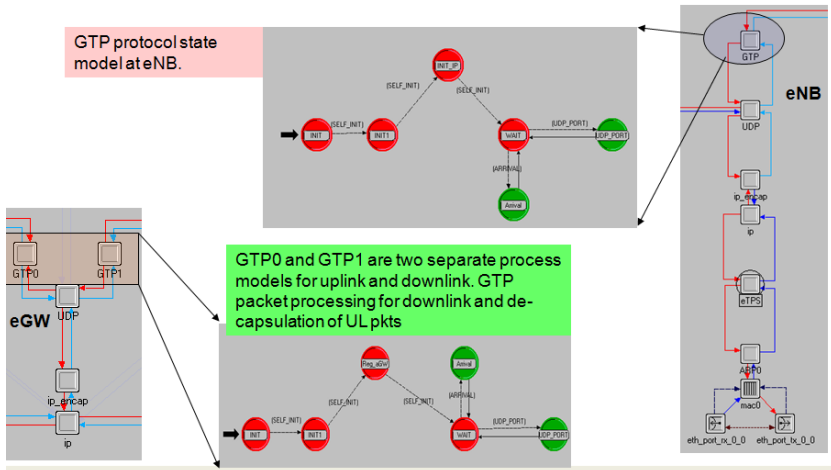 GTP protocol state
model at eNB.
INIT
(SELF_INIT)
INIT1
(SELF_INIT)
INIT_IP
(SELF_INIT)
WAIT
(UDP_PORT)
UDP_PORT
(ARRIVAL)
Arrival
GTP
eNB
UDP
ip_encap
ip
eTPS
ABP0
mac0
eth_port_rx_0_0
eth_port_tx_0_0
GTP0
GTP1
UDP
eGW
ip_encap
ip
GTP0 and GTP1 are two separate process
models for uplink and downlink. GTP
packet processing for downlink and de-
capsulation of UL pkts
INIT
(SELF_INIT)
INIT1
(SELF_INIT)
Reg_eGW
(SELF_INIT)
Arrival
(ARRIVAL)
WAIT
(UDP_PORT)
UDP_PORT